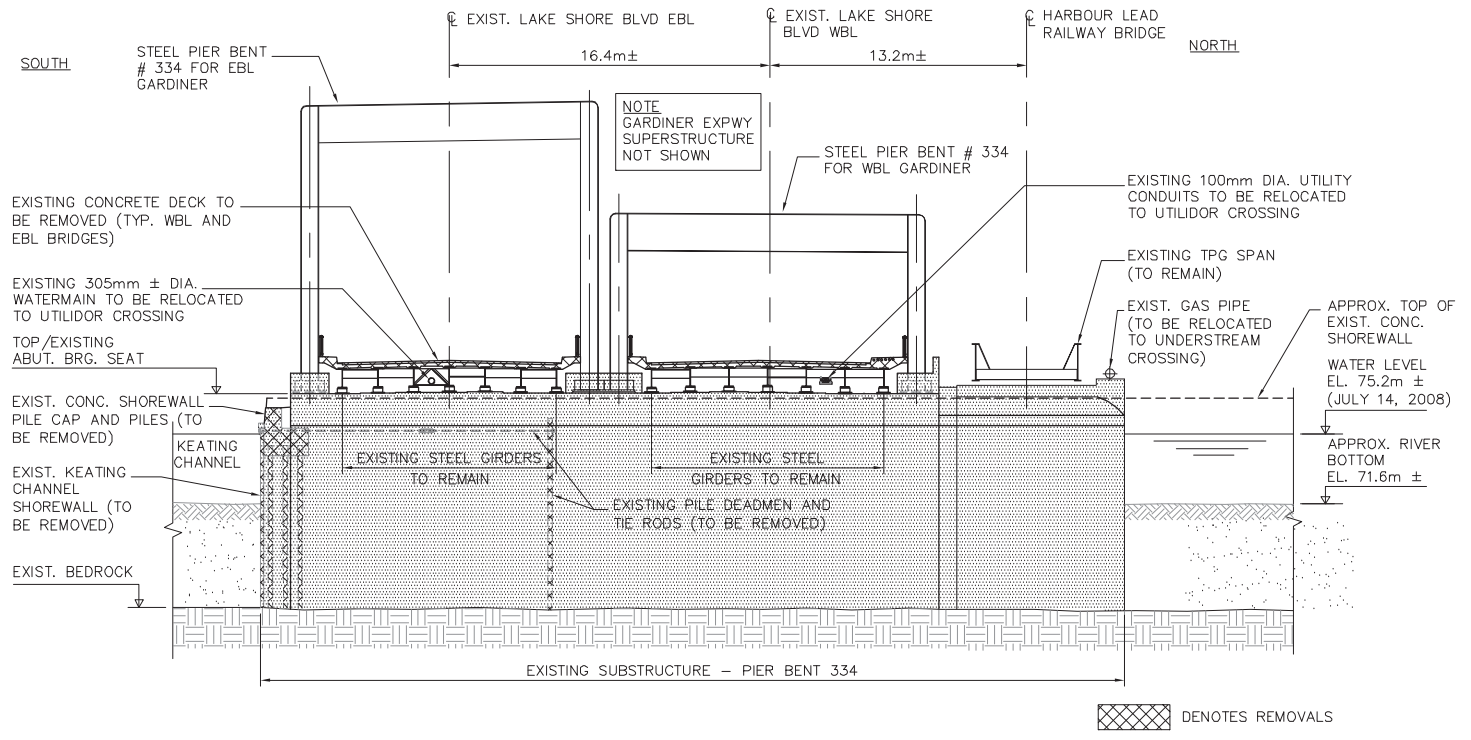 ℄ EXIST. LAKE SHORE BLVD EBL
℄ EXIST. LAKE SHORE
BLVD WBL
℄ HARBOUR LEAD
RAILWAY BRIDGE
SOUTH
NORTH
16.4m±
13.2m±
STEEL PIER BENT
# 334 FOR EBL
GARDINER
NOTE
GARDINER EXPWY
SUPERSTRUCTURE
NOT SHOWN
STEEL PIER BENT # 334
FOR WBL GARDINER
EXISTING 100mm DIA. UTILITY
CONDUITS TO BE RELOCATED
TO UTILIDOR CROSSING
EXISTING CONCRETE DECK TO
BE REMOVED (TYP. WBL AND
EBL BRIDGES)
EXISTING TPG SPAN
(TO REMAIN)
EXISTING 305mm ± DIA.
WATERMAIN TO BE RELOCATED
TO UTILIDOR CROSSING
EXIST. GAS PIPE
(TO BE RELOCATED
TO UNDERSTREAM
CROSSING)
APPROX. TOP OF
EXIST. CONC.
SHOREWALL
TOP/EXISTING
ABUT. BRG. SEAT
WATER LEVEL
EL. 75.2m ±
(JULY 14, 2008)
EXIST. CONC. SHOREWALL
PILE CAP AND PILES (TO
BE REMOVED)
KEATING
CHANNEL
APPROX. RIVER
BOTTOM
EL. 71.6m ±
EXISTING STEEL GIRDERS
TO REMAIN
EXISTING STEEL
GIRDERS TO REMAIN
EXIST. KEATING
CHANNEL
SHOREWALL (TO
BE REMOVED)
EXISTING PILE DEADMEN AND
TIE RODS (TO BE REMOVED)
EXIST. BEDROCK
EXISTING SUBSTRUCTURE – PIER BENT 334
DENOTES REMOVALS